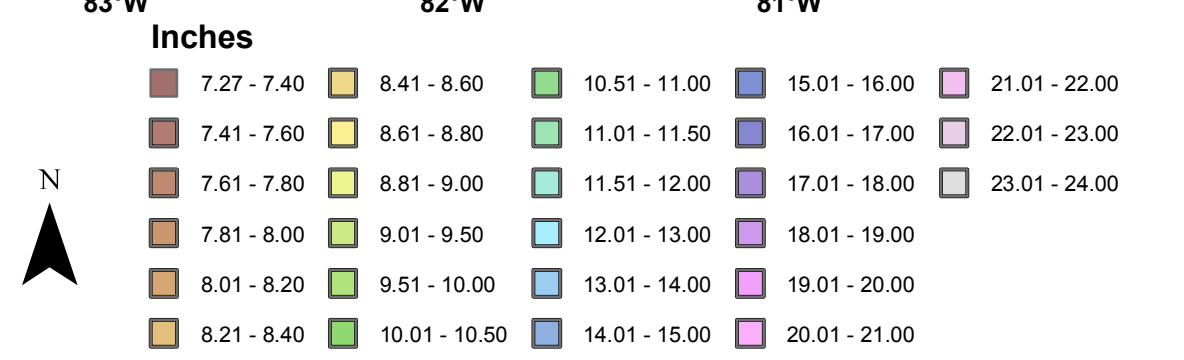 83°W 82°W 81°W
Inches
7.27 - 7.40 8.41 - 8.60 10.51 - 11.00 15.01 - 16.00 21.01 - 22.00
7.41 - 7.60 8.61 - 8.80 11.01 - 11.50 16.01 - 17.00 22.01 - 23.00
N
7.61 - 7.80 8.81 - 9.00 11.51 - 12.00 17.01 - 18.00 23.01 - 24.00
7.81 - 8.00 9.01 - 9.50 12.01 - 13.00 18.01 - 19.00
8.01 - 8.20 9.51 - 10.00 13.01 - 14.00 19.01 - 20.00
8.21 - 8.40 10.01 - 10.50 14.01 - 15.00 20.01 - 21.00